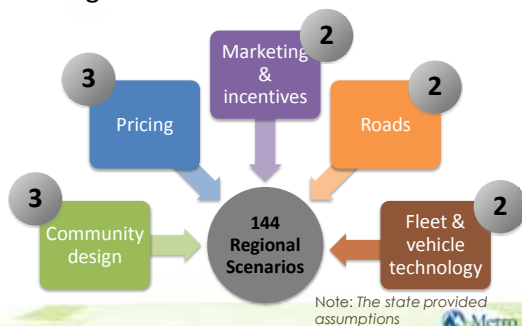 2
Marketing
&
incentives
3
Pricing
2
Roads
3
Community
design
144
Regional
Scenarios
2
Fleet &
vehicle
technology
Note: The state provided
assumptions
Metro